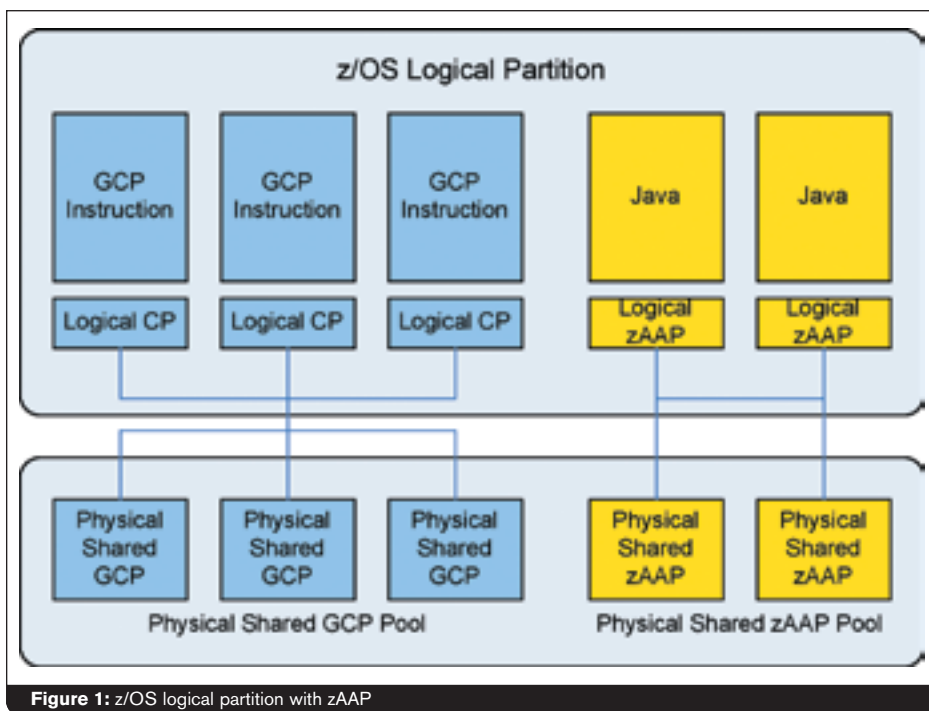 z/OS Logical Partition
GCP
Instruction
GCP
Instruction
GCP
Instruction
Java
Java
Logical CP
Logical CP
Logical CP
Logical
zAAP
Logical
zAAP
Physical
Shared
GCP
Physical
Shared
GCP
Physical
Shared
GCP
Physical
Shared
zAAP
Physical
Shared
zAAP
Physical Shared GCP Pool
Physical Shared zAAP Pool
Figure 1: z/OS logical partition with zAAP